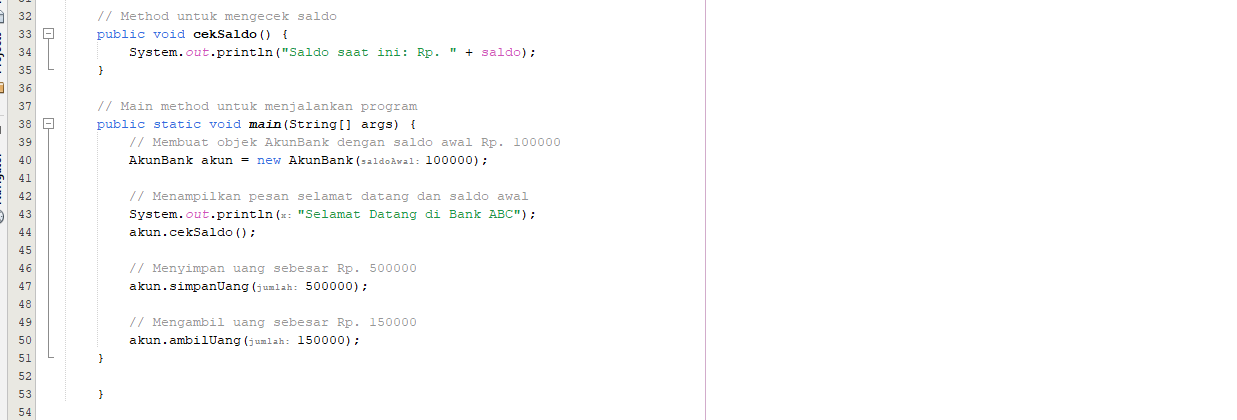 32 // Method untuk mengecek saldo
33 public void cekSaldo() {
34 System.out.println("Saldo saat ini: Rp. " + saldo);
35 }
36
37 // Main method untuk menjalankan program
38 public static void main(String[] args) {
39 // Membuat objek AkunBank dengan saldo awal Rp. 100000
40 AkunBank akun = new AkunBank(saldoAwal: 100000);
41
42 // Menampilkan pesan selamat datang dan saldo awal
43 System.out.println(x: "Selamat Datang di Bank ABC");
44 akun.cekSaldo();
45
46 // Menyimpan uang sebesar Rp. 500000
47 akun.simpanUang(jumlah: 500000);
48
49 // Mengambil uang sebesar Rp. 150000
50 akun.ambilUang(jumlah: 150000);
51 }
52
53 }
54